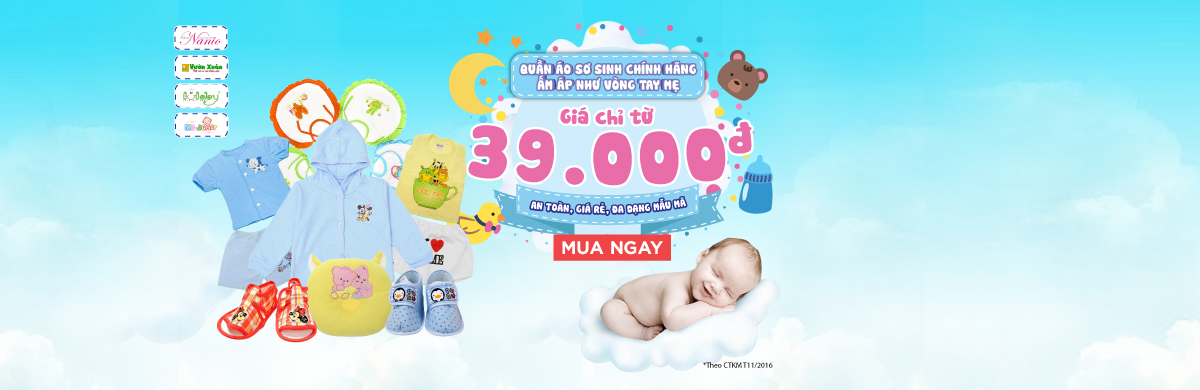 Nanio
Vườn Xuân
QUẦN ÁO SƠ SINH CHÍNH HÃNG
ẤM ÁP NHƯ VÒNG TAY MẸ
Giá chỉ từ
39.000đ
AN TOÀN, GIÁ RẺ, ĐA DẠNG MẪU MÃ
MUA NGAY
I
ME
*Theo CTKM T11/2016